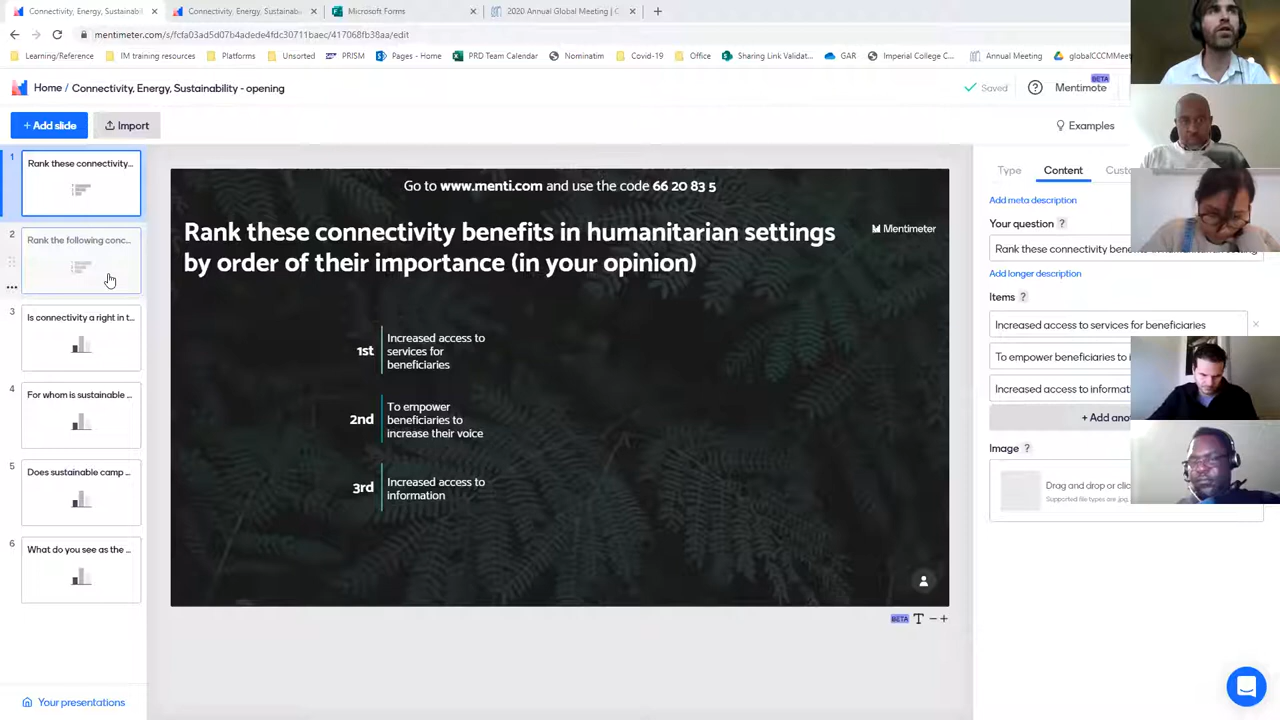 Connectivity, Energy, Sustainab
Connectivity, Energy, Sustainab
Microsoft Forms
2020 Annual Global Meeting | C
mentimeter.com/s/fcfa03ad5d07b4adede4fdc30711baec/417068fb38aa/edit
Learning/Reference
IM training resources
Platforms
Unsorted
PRISM
Pages - Home
PRD Team Calendar
Nominatim
Covid-19
Office
Sharing Link Validat...
GAR
Imperial College C...
Annual Meeting
globalCCCMMeet
Home / Connectivity, Energy, Sustainability - opening
Saved
Mentimote
BETA
+ Add slide
Import
Examples
1
Rank these connectivity...
2
Rank the following conc...
3
Is connectivity a right in t...
4
For whom is sustainable ...
5
Does sustainable camp ...
6
What do you see as the ...
Your presentations
Go to www.menti.com and use the code 66 20 83 5
Rank these connectivity benefits in humanitarian settings
by order of their importance (in your opinion)
Mentimeter
1st
Increased access to
services for
beneficiaries
2nd
To empower
beneficiaries to
increase their voice
3rd
Increased access to
information
BETA
Type
Content
Custo
Add meta description
Your question
Rank these connectivity bene
Add longer description
Items
Increased access to services for beneficiaries
To empower beneficiaries to i
Increased access to informat
+ Add ano
Image
Drag and drop or clic
Supported file types are .jpg,